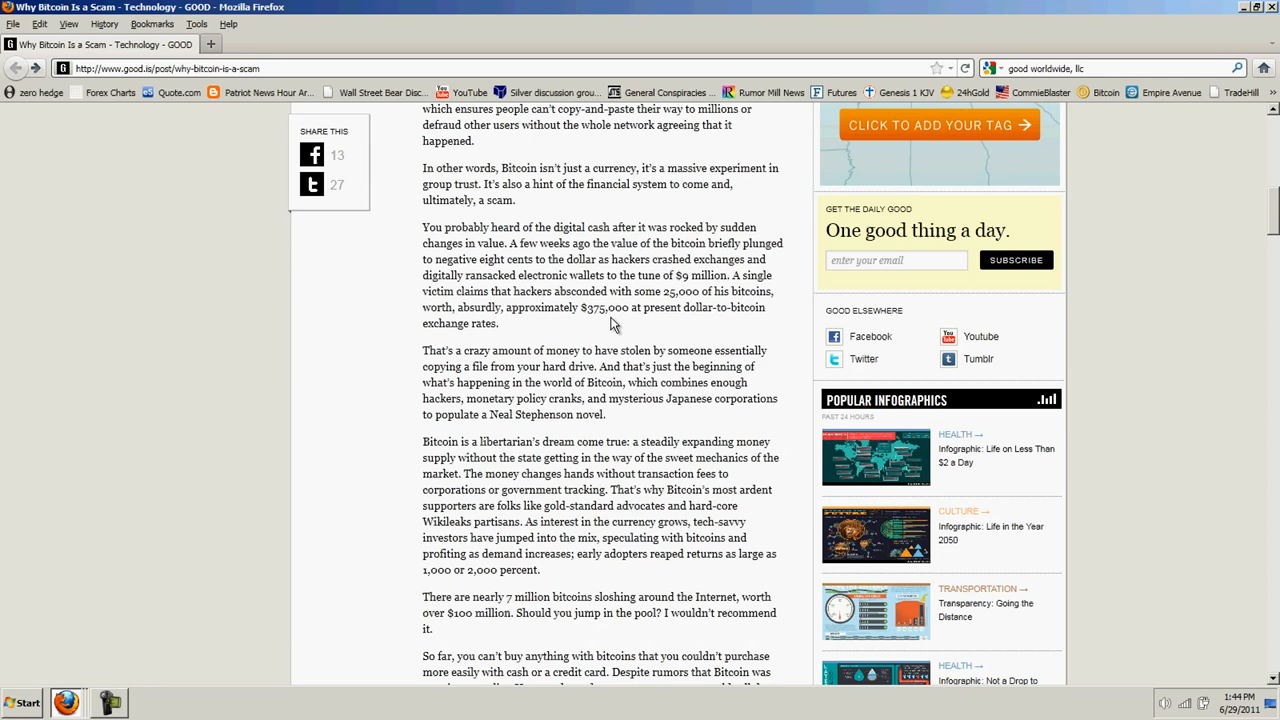 Why Bitcoin Is a Scam - Technology - GOOD - Mozilla Firefox
File Edit View History Bookmarks Tools Help
Why Bitcoin Is a Scam - Technology - GOOD
http://www.good.is/post/why-bitcoin-is-a-scam
good worldwide, llc
zero hedge Forex Charts Quote.com Patriot News Hour Ar... Wall Street Bear Disc... YouTube Silver discussion grou... General Conspiracies ... Rumor Mill News Futures Genesis 1 KJV 24hGold CommieBlaster Bitcoin Empire Avenue TradeHill
SHARE THIS
13
27
which ensures people can't copy-and-paste their way to millions or
defraud other users without the whole network agreeing that it
happened.
In other words, Bitcoin isn't just a currency, it's a massive experiment in
group trust. It's also a hint of the financial system to come and,
ultimately, a scam.
You probably heard of the digital cash after it was rocked by sudden
changes in value. A few weeks ago the value of the bitcoin briefly plunged
to negative eight cents to the dollar as hackers crashed exchanges and
digitally ransacked electronic wallets to the tune of $9 million. A single
victim claims that hackers absconded with some 25,000 of his bitcoins,
worth, absurdly, approximately $375,000 at present dollar-to-bitcoin
exchange rates.
That's a crazy amount of money to have stolen by someone essentially
copying a file from your hard drive. And that's just the beginning of
what's happening in the world of Bitcoin, which combines enough
hackers, monetary policy cranks, and mysterious Japanese corporations
to populate a Neal Stephenson novel.
Bitcoin is a libertarian's dream come true: a steadily expanding money
supply without the state getting in the way of the sweet mechanics of the
market. The money changes hands without transaction fees to
corporations or government tracking. That's why Bitcoin's most ardent
supporters are folks like gold-standard advocates and hard-core
Wikileaks partisans. As interest in the currency grows, tech-savvy
investors have jumped into the mix, speculating with bitcoins and
profiting as demand increases; early adopters reaped returns as large as
1,000 or 2,000 percent.
There are nearly 7 million bitcoins sloshing around the Internet, worth
over $100 million. Should you jump in the pool? I wouldn't recommend
it.
So far, you can't buy anything with bitcoins that you couldn't purchase
more easily with cash or a credit card. Despite rumors that Bitcoin was
CLICK TO ADD YOUR TAG
GET THE DAILY GOOD
One good thing a day.
enter your email SUBSCRIBE
GOOD ELSEWHERE
Facebook Youtube
Twitter Tumblr
POPULAR INFOGRAPHICS
PAST 24 HOURS
HEALTH →
Infographic: Life on Less Than
$2 a Day
CULTURE →
Infographic: Life in the Year
2050
TRANSPORTATION →
Transparency: Going the
Distance
HEALTH →
Infographic: Not a Drop to
Start
1:44 PM
6/29/2011